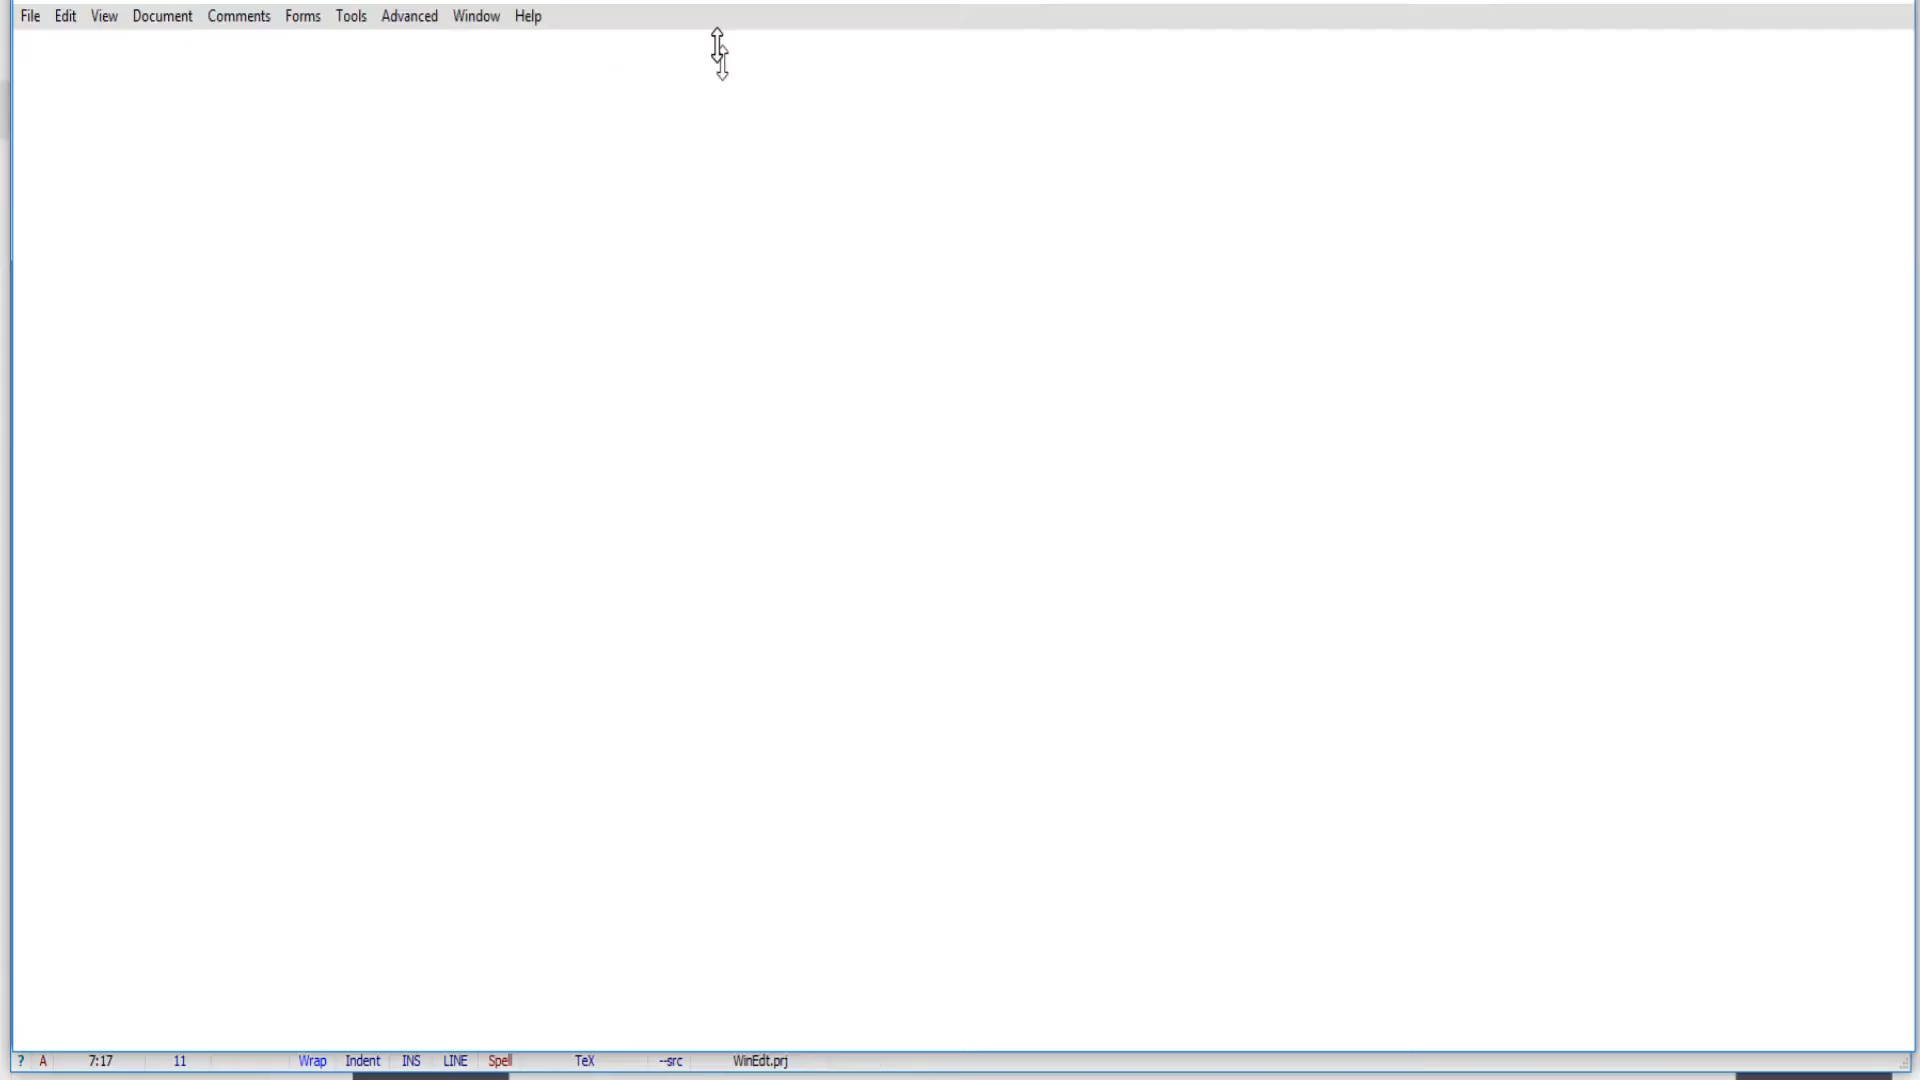 File Edit View Document Comments Forms Tools Advanced Window Help
? A 7:17 11 Wrap Indent INS LINE Spell TeX --src WinEdt.prj